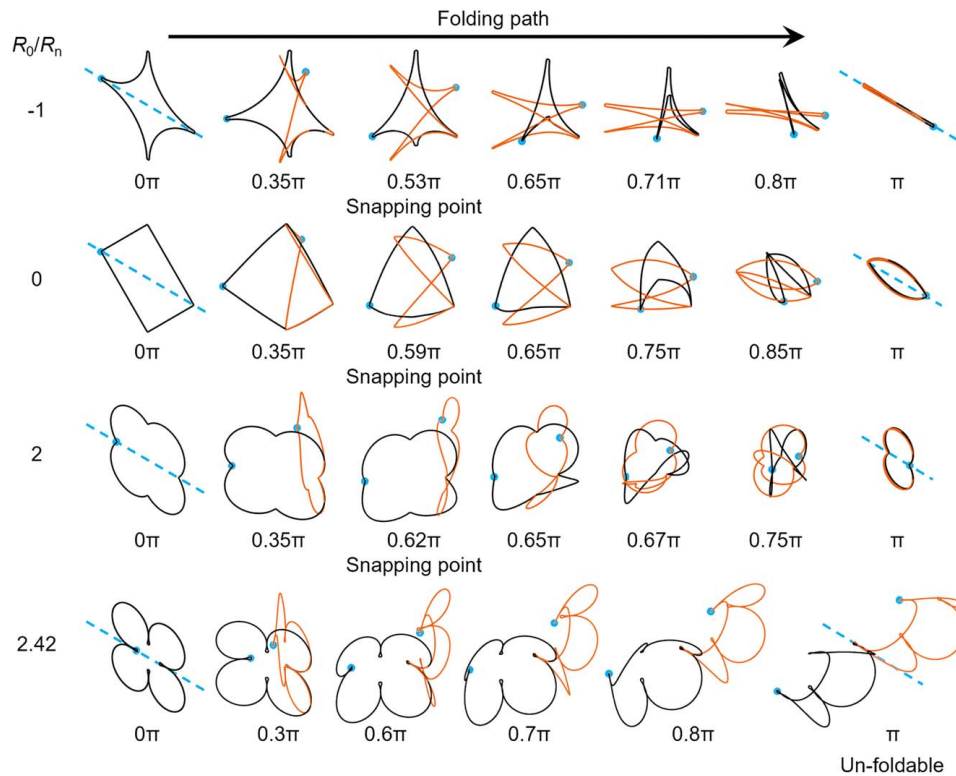 Folding path
R₀/Rₙ
-1
0π 0.35π 0.53π 0.65π 0.71π 0.8π π
Snapping point
0
0π 0.35π 0.59π 0.65π 0.75π 0.85π π
Snapping point
2
0π 0.35π 0.62π 0.65π 0.67π 0.75π π
Snapping point
2.42
0π 0.3π 0.6π 0.7π 0.8π π
Un-foldable